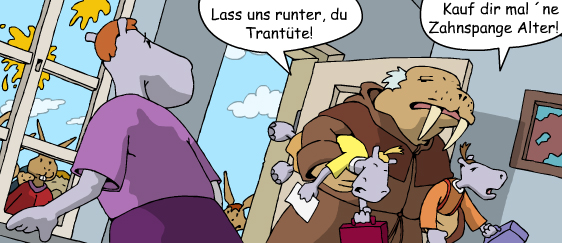 Lass uns runter, du
Trantüte!
Kauf dir mal ´ne
Zahnspange Alter!